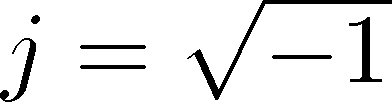 j = √−1